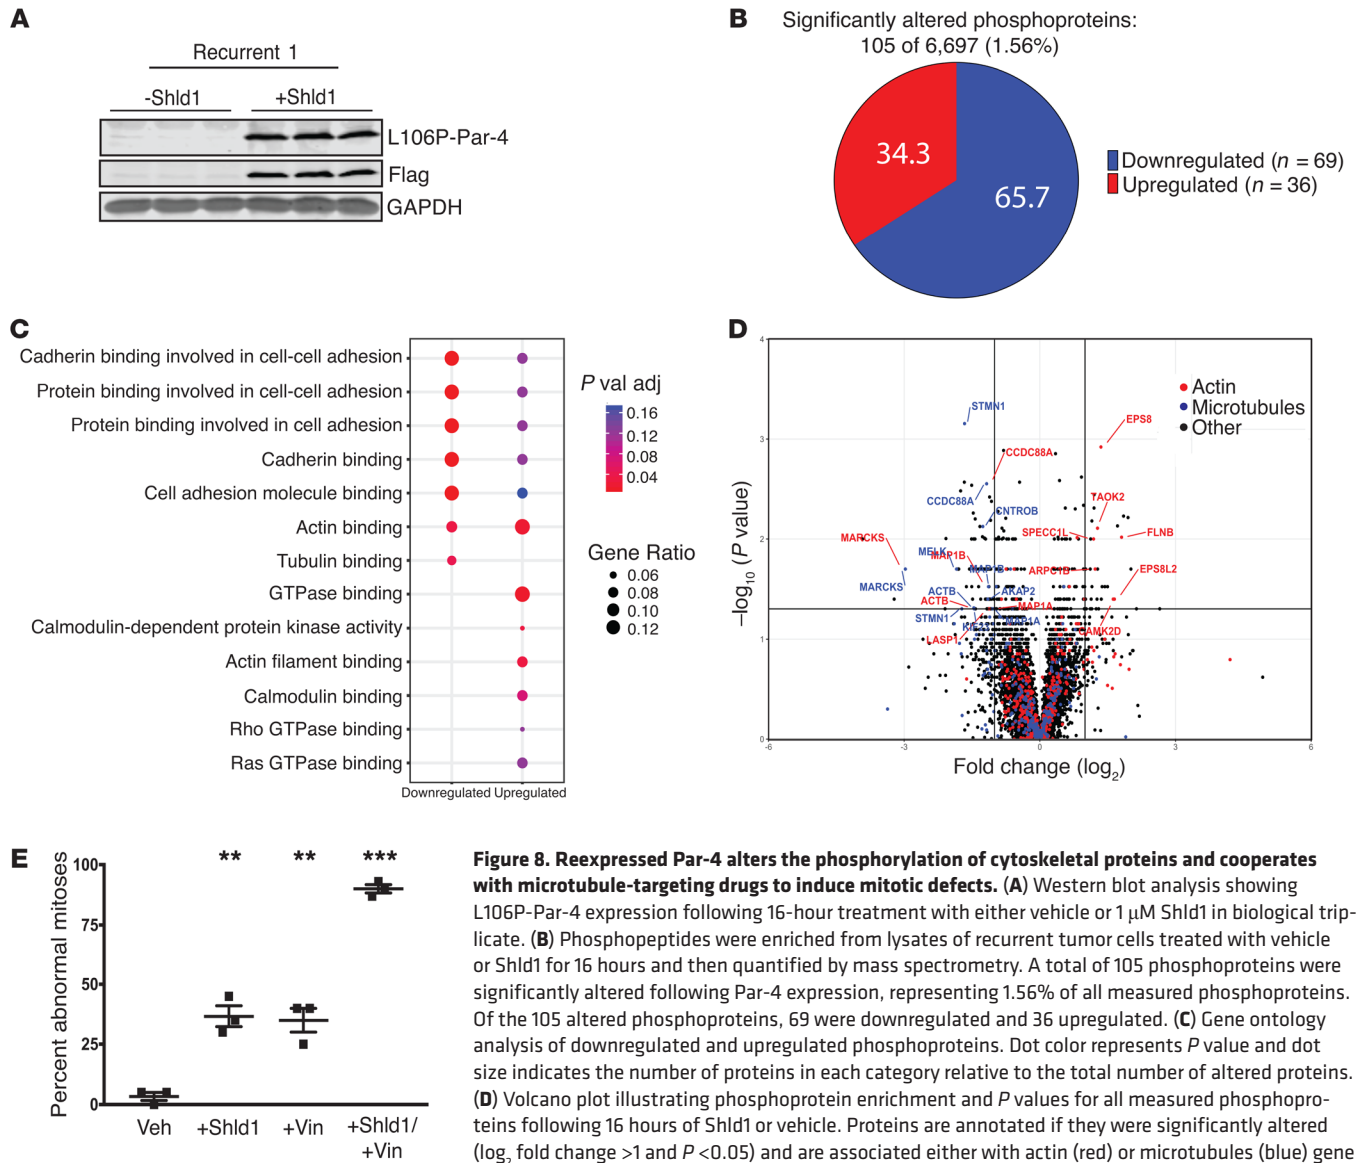 A
Recurrent 1
-Shld1
+Shld1
L106P-Par-4
Flag
GAPDH
B
Significantly altered phosphoproteins:
105 of 6,697 (1.56%)
34.3
65.7
Downregulated (n = 69)
Upregulated (n = 36)
C
Cadherin binding involved in cell-cell adhesion
Protein binding involved in cell-cell adhesion
Protein binding involved in cell adhesion
Cadherin binding
Cell adhesion molecule binding
Actin binding
Tubulin binding
GTPase binding
Calmodulin-dependent protein kinase activity
Actin filament binding
Calmodulin binding
Rho GTPase binding
Ras GTPase binding
Downregulated Upregulated
P val adj
0.16
0.12
0.08
0.04
Gene Ratio
0.06
0.08
0.10
0.12
D
–log10 (P value)
4
3
2
1
0
-6
-3
0
3
6
Fold change (log2)
Actin
Microtubules
Other
STMN1
EPS8
CCDC88A
CCDC88A
CNTROB
TAOK2
SPECC1L
FLNB
MARCKS
MELK
MAP1B
MAP1B
ARPC1B
EPS8L2
MARCKS
ACTB
AKAP2
ACTB
MAP1A
STMN1
MAP1A
CAMK2D
LASP1
E
Percent abnormal mitoses
100
75
50
25
0
**
**
***
Veh
+Shld1
+Vin
+Shld1/
+Vin
Figure 8. Reexpressed Par-4 alters the phosphorylation of cytoskeletal proteins and cooperates
with microtubule-targeting drugs to induce mitotic defects. (A) Western blot analysis showing
L106P-Par-4 expression following 16-hour treatment with either vehicle or 1 μM Shld1 in biological trip-
licate. (B) Phosphopeptides were enriched from lysates of recurrent tumor cells treated with vehicle
or Shld1 for 16 hours and then quantified by mass spectrometry. A total of 105 phosphoproteins were
significantly altered following Par-4 expression, representing 1.56% of all measured phosphoproteins.
Of the 105 altered phosphoproteins, 69 were downregulated and 36 upregulated. (C) Gene ontology
analysis of downregulated and upregulated phosphoproteins. Dot color represents P value and dot
size indicates the number of proteins in each category relative to the total number of altered proteins.
(D) Volcano plot illustrating phosphoprotein enrichment and P values for all measured phosphopro-
teins following 16 hours of Shld1 or vehicle. Proteins are annotated if they were significantly altered
(log2 fold change >1 and P <0.05) and are associated either with actin (red) or microtubules (blue) gene